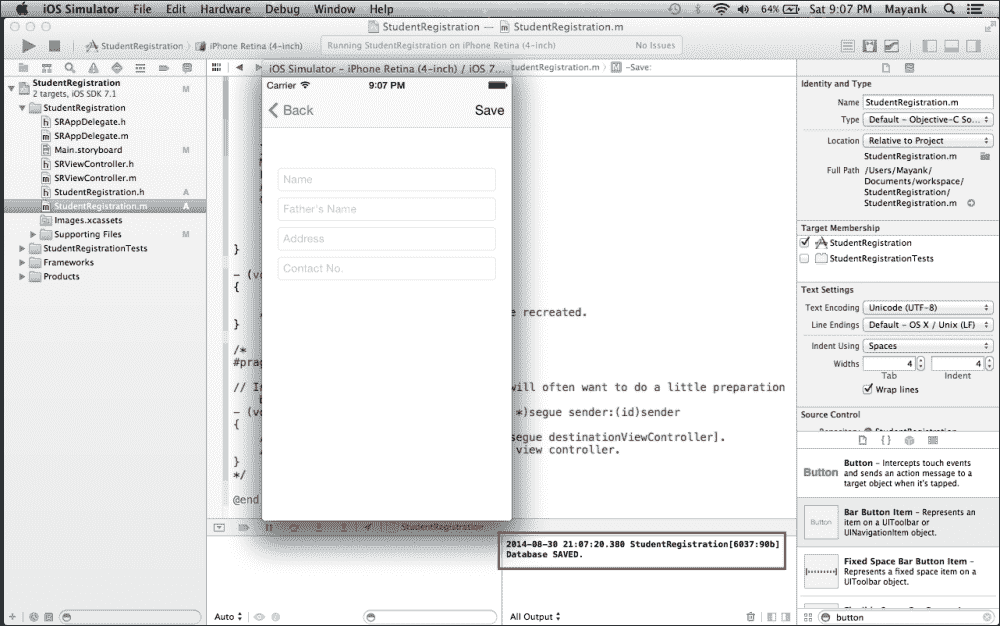 iOS Simulator File Edit Hardware Debug Window Help 64% Sat 9:07 PM Mayank
StudentRegistration — StudentRegistration.m
StudentRegistration iPhone Retina (4-inch) Running StudentRegistration on iPhone Retina (4-inch) No Issues
StudentRegistration M
2 targets, iOS SDK 7.1
StudentRegistration
SRAppDelegate.h
SRAppDelegate.m
Main.storyboard M
SRViewController.h
SRViewController.m
StudentRegistration.h A
StudentRegistration.m A
Images.xcassets
Supporting Files M
StudentRegistrationTests
Frameworks
Products
iOS Simulator – iPhone Retina (4-inch) / iOS 7...
tudentRegistration.m M -Save:
Carrier 9:07 PM
Back Save
Name
Father's Name
Address
Contact No.
}
- (vo
{
e recreated.
}
/*
#prag
// I vill often want to do a little preparation
b
- (vo *)segue sender:(id)sender
{
segue destinationViewController].
view controller.
}
*/
@end
StudentRegistration
2014-08-30 21:07:20.380 StudentRegistration[6037:90b]
Database SAVED.
Auto
All Output
Identity and Type
Name StudentRegistration.m
Type Default - Objective-C So...
Location Relative to Project
StudentRegistration.m
Full Path /Users/Mayank/
Documents/workspace/
StudentRegistration/
StudentRegistration.m
Target Membership
StudentRegistration
StudentRegistrationTests
Text Settings
Text Encoding Unicode (UTF-8)
Line Endings Default - OS X / Unix (LF)
Indent Using Spaces
Widths 4 4
Tab Indent
Wrap lines
Source Control
{ }
Button Button – Intercepts touch events
and sends an action message to a
target object when it's tapped.
Button Bar Button Item – Represents
an item on a UIToolbar or
UINavigationItem object.
Fixed Space Bar Button Item –
Represents a fixed space item on a
UIToolbar object.
button